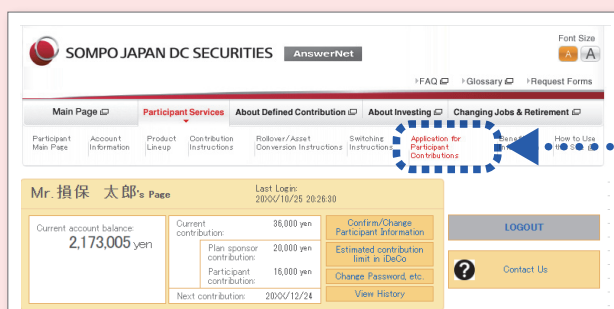 Font Size
SOMPO JAPAN DC SECURITIES AnswerNet A A
FAQ Glossary Request Forms
Main Page Participant Services About Defined Contribution About Investing Changing Jobs & Retirement
Participant Main Page
Account Information
Product Lineup
Contribution Instructions
Rollover/Asset Conversion Instructions
Switching Instructions
Application for Participant Contributions
How to Use
Mr. 損保 太郎's Page
Last Login:
20XX/10/25 20:26:30
Current account balance:
2,173,005 yen
Current contribution: 36,000 yen
Plan sponsor contribution: 20,000 yen
Participant contribution: 16,000 yen
Next contribution: 20XX/12/24
Confirm/Change Participant Information
Estimated contribution limit in iDeCo
Change Password, etc.
View History
LOGOUT
? Contact Us